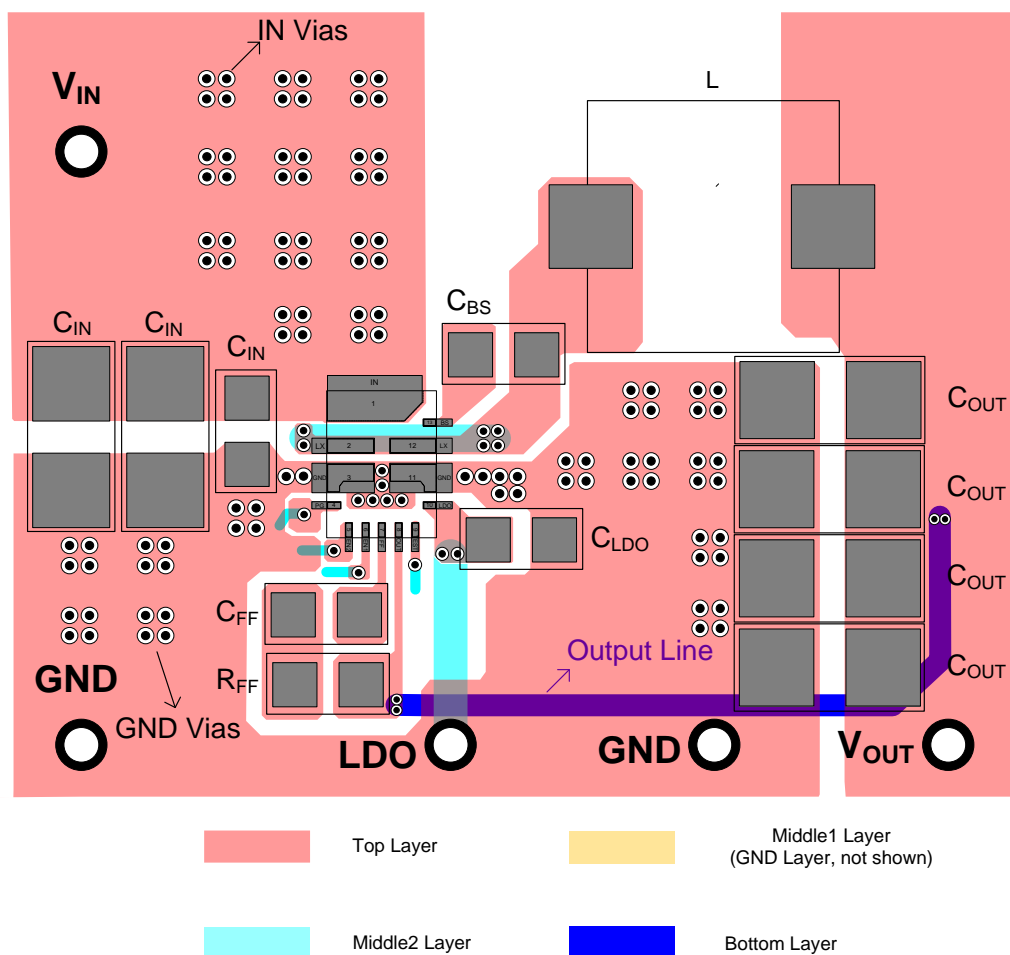 IN Vias
VIN
L
CBS
CIN
CIN
CIN
IN
1
BS
COUT
LX
2
12
LX
GND
3
11
GND
COUT
LDO
CLDO
COUT
CFF
Output Line
RFF
COUT
GND
GND Vias
LDO
GND
VOUT
Top Layer
Middle1 Layer
(GND Layer, not shown)
Middle2 Layer
Bottom Layer